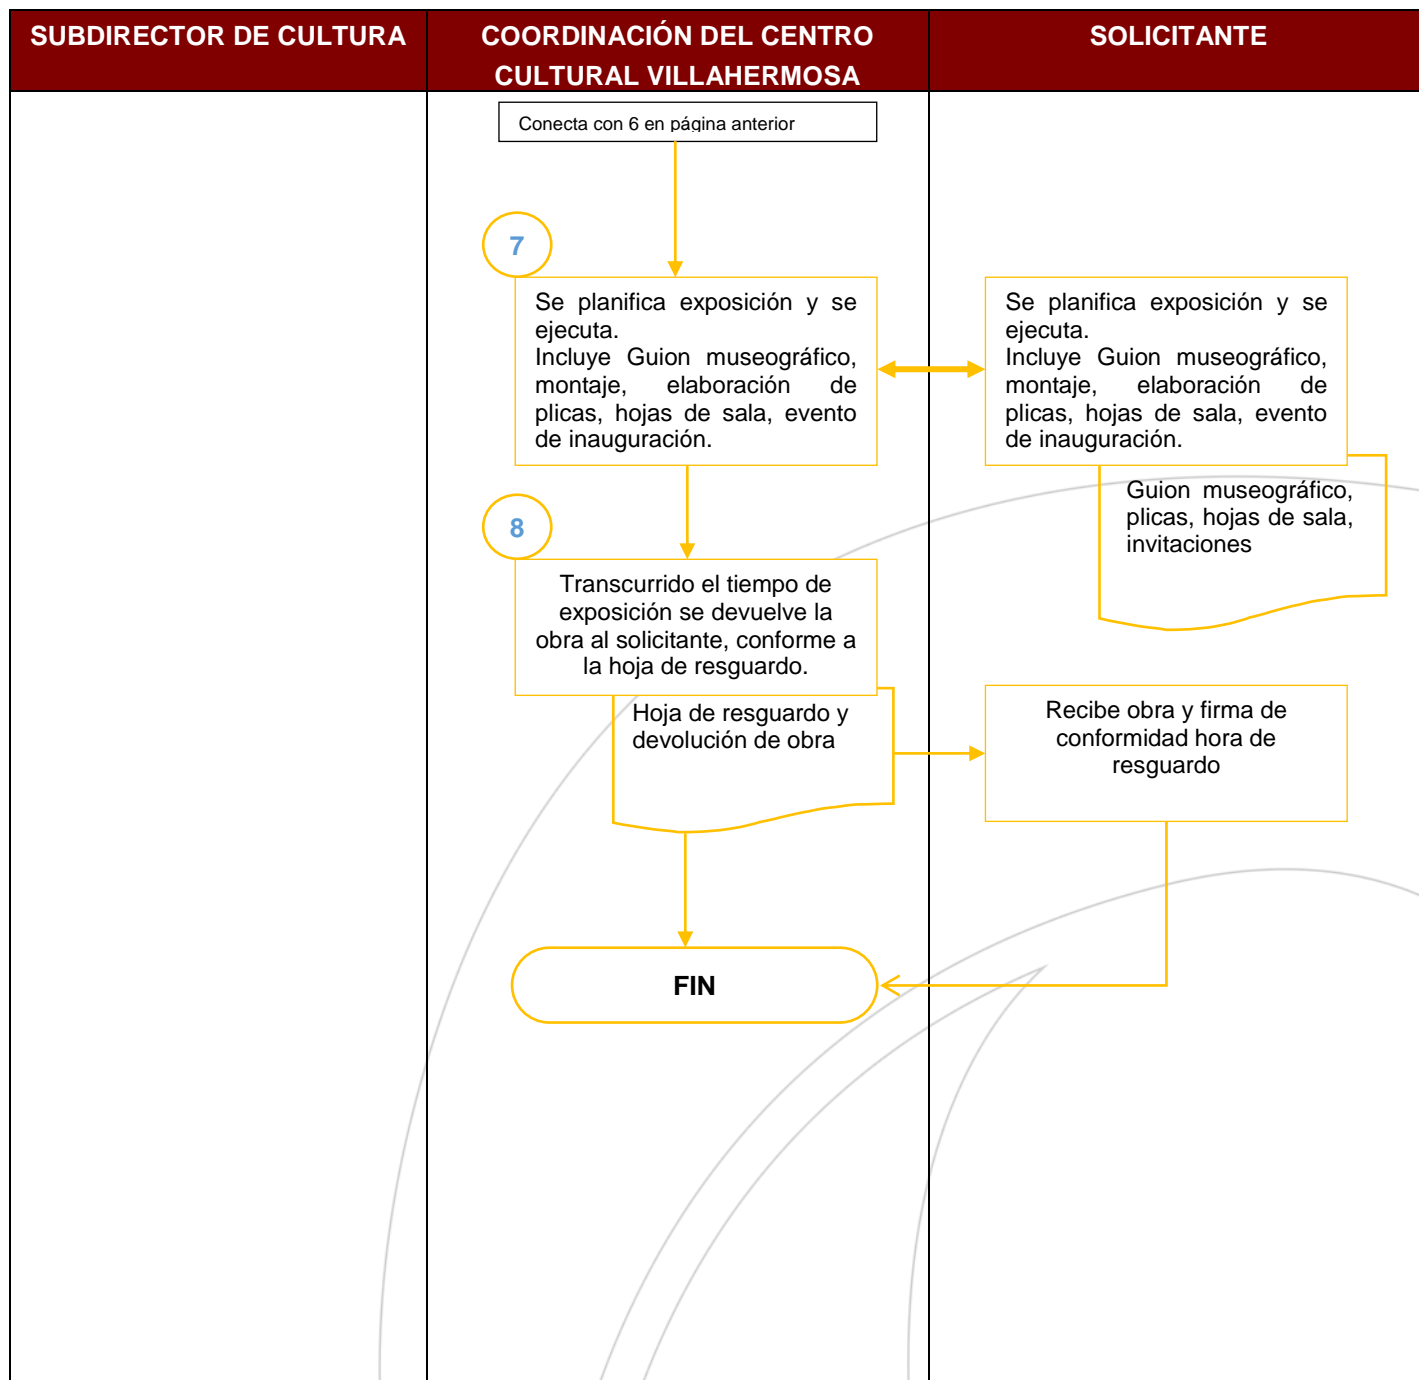 SUBDIRECTOR DE CULTURA
COORDINACIÓN DEL CENTRO
CULTURAL VILLAHERMOSA
SOLICITANTE
Conecta con 6 en página anterior
7
Se planifica exposición y se
ejecuta.
Incluye Guion museográfico,
montaje, elaboración de
plicas, hojas de sala, evento
de inauguración.
Se planifica exposición y se
ejecuta.
Incluye Guion museográfico,
montaje, elaboración de
plicas, hojas de sala, evento
de inauguración.
Guion museográfico,
plicas, hojas de sala,
invitaciones
8
Transcurrido el tiempo de
exposición se devuelve la
obra al solicitante, conforme a
la hoja de resguardo.
Hoja de resguardo y
devolución de obra
Recibe obra y firma de
conformidad hora de
resguardo
FIN